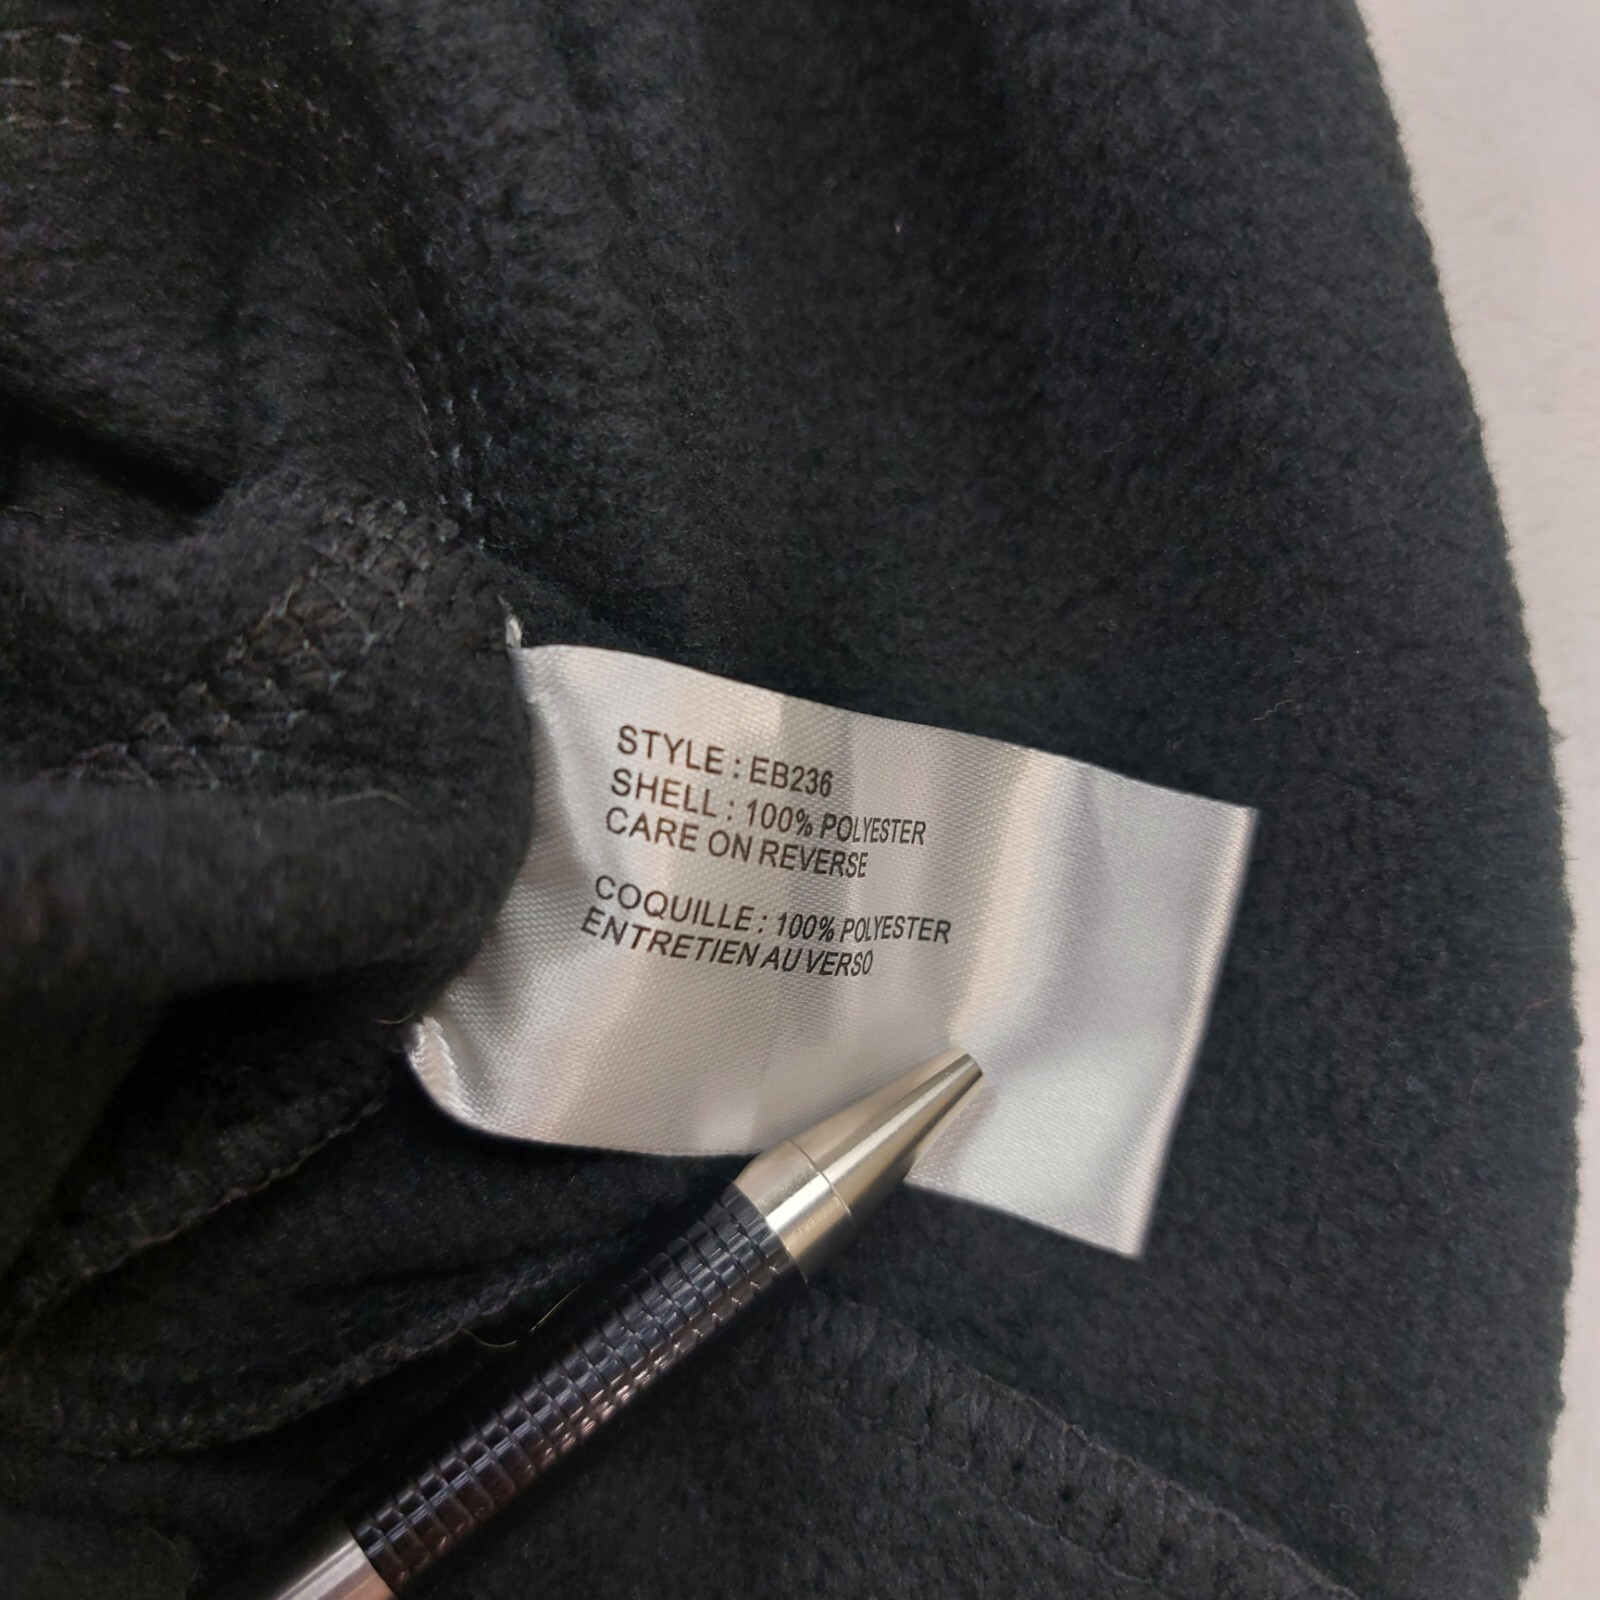 STYLE : EB236
SHELL : 100% POLYESTER
CARE ON REVERSE
COQUILLE : 100% POLYESTER
ENTRETIEN AU VERSO